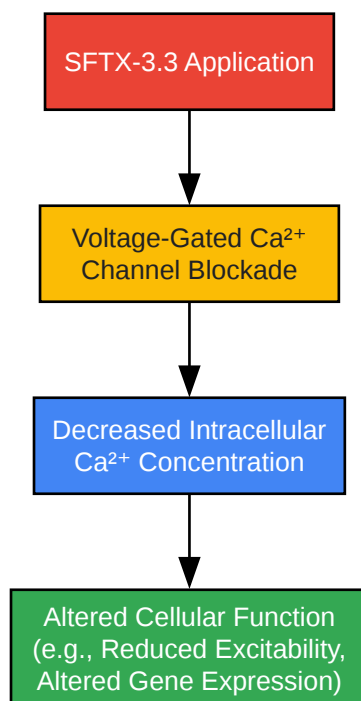 SFTX-3.3 Application
Voltage-Gated Ca²⁺
Channel Blockade
Decreased Intracellular
Ca²⁺ Concentration
Altered Cellular Function
(e.g., Reduced Excitability,
Altered Gene Expression)